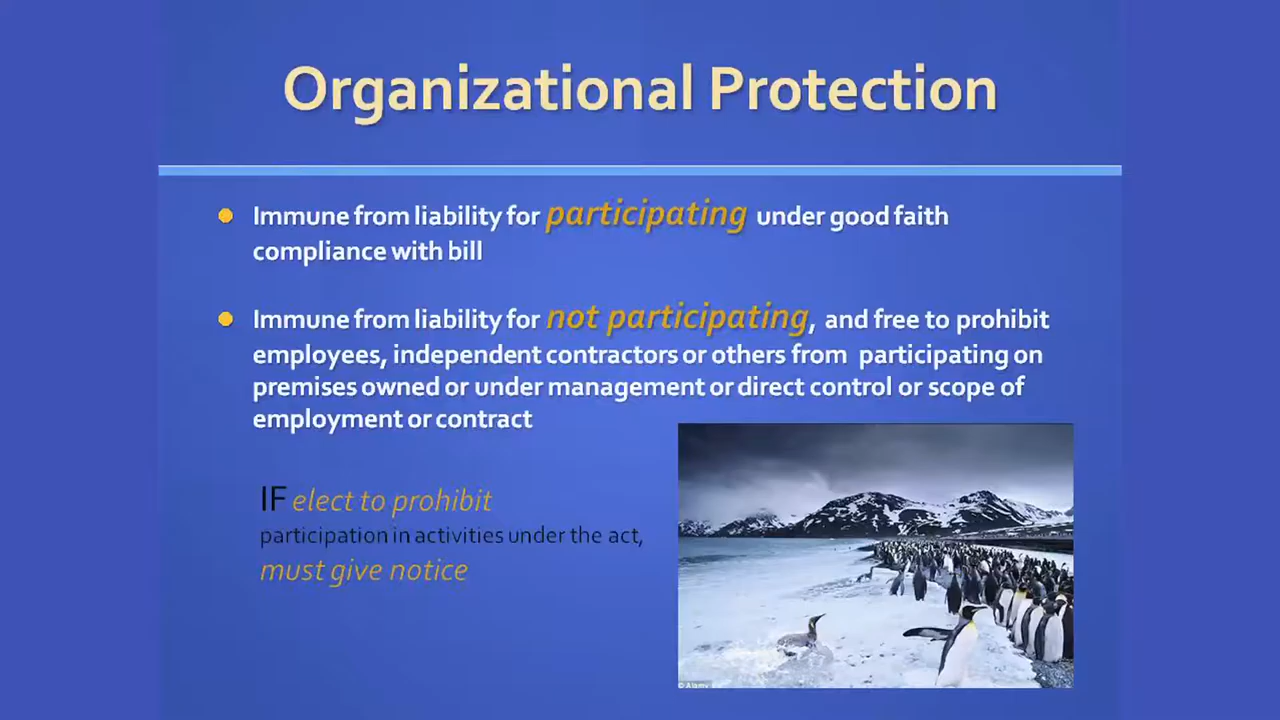 Organizational Protection
Immune from liability for participating under good faith
compliance with bill
Immune from liability for not participating, and free to prohibit
employees, independent contractors or others from participating on
premises owned or under management or direct control or scope of
employment or contract
IF elect to prohibit
participation in activities under the act,
must give notice
© Alamy